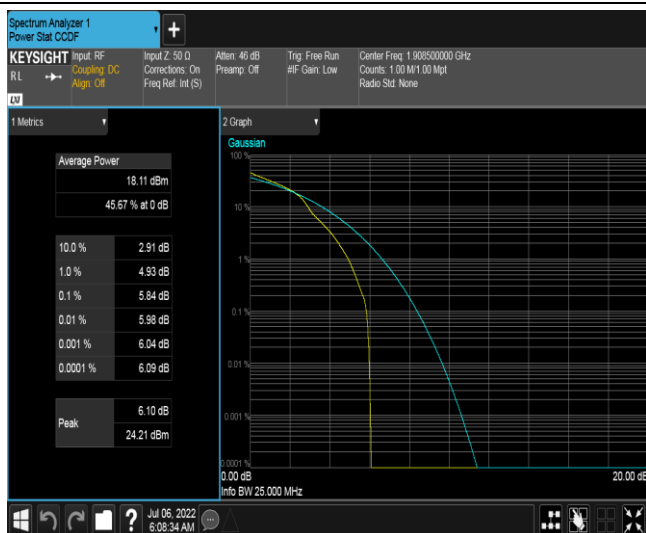 Spectrum Analyzer 1
Power Stat CCDF
KEYSIGHT
RL
LXI
Input: RF
Coupling: DC
Align: Off
Input Z: 50 Ω
Corrections: On
Freq Ref: Int (S)
Atten: 46 dB
Preamp: Off
Trig: Free Run
#IF Gain: Low
Center Freq: 1.908500000 GHz
Counts: 1.00 M/1.00 Mpt
Radio Std: None
1 Metrics
Average Power
18.11 dBm
45.67 % at 0 dB
10.0 % 2.91 dB
1.0 % 4.93 dB
0.1 % 5.84 dB
0.01 % 5.98 dB
0.001 % 6.04 dB
0.0001 % 6.09 dB
Peak
6.10 dB
24.21 dBm
2 Graph
Gaussian
100 %
10 %
1 %
0.1 %
0.01 %
0.001 %
0.0001 %
0.00 dB 20.00 dB
Info BW 25.000 MHz
?
Jul 06, 2022
6:08:34 AM